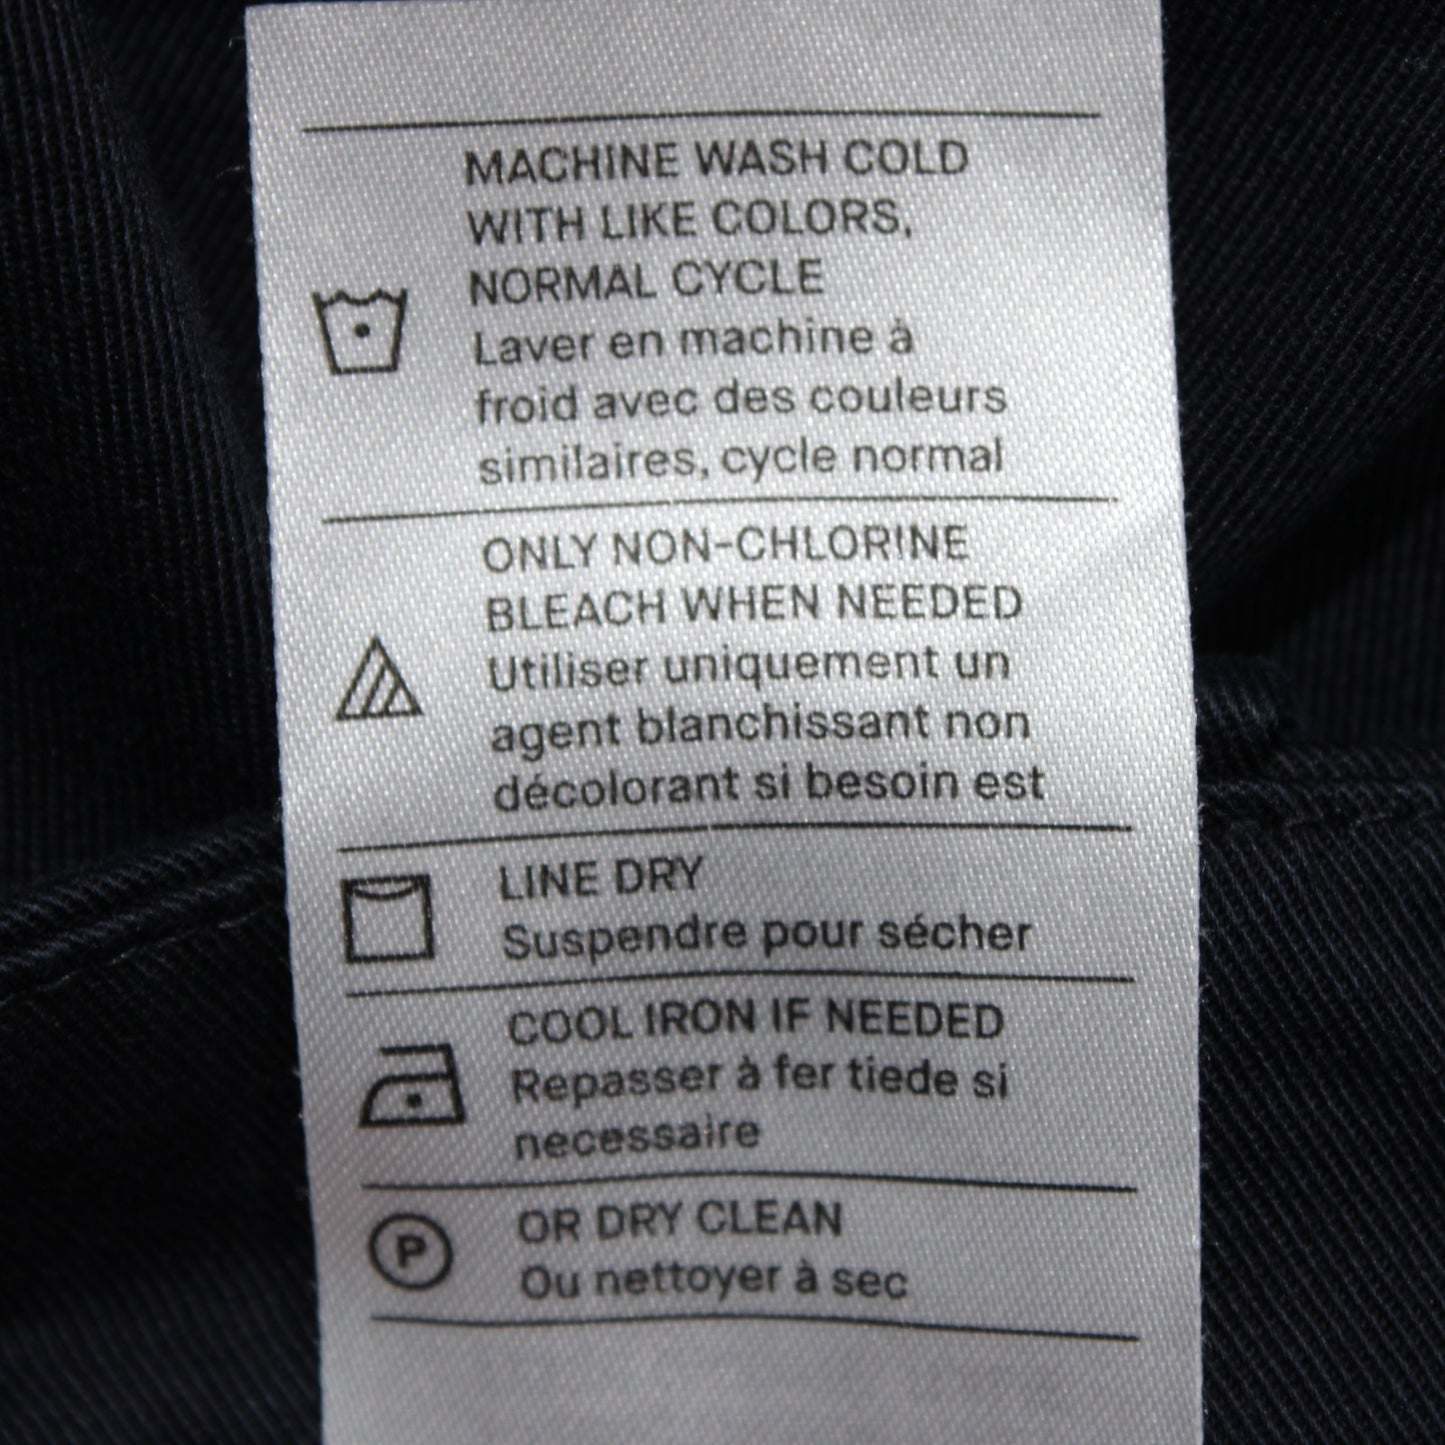 MACHINE WASH COLD
WITH LIKE COLORS,
NORMAL CYCLE
Laver en machine à
froid avec des couleurs
similaires, cycle normal
ONLY NON-CHLORINE
BLEACH WHEN NEEDED
Utiliser uniquement un
agent blanchissant non
décolorant si besoin est
LINE DRY
Suspendre pour sécher
COOL IRON IF NEEDED
Repasser à fer tiede si
necessaire
P
OR DRY CLEAN
Ou nettoyer à sec